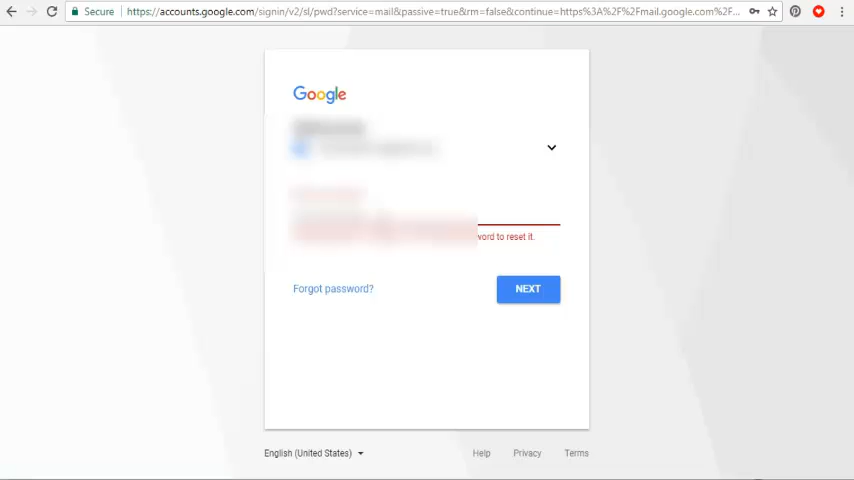 Secure https://accounts.google.com/signin/v2/sl/pwd?service=mail&passive=true&rm=false&continue=https%3A%2F%2Fmail.google.com%2F...
Google
word to reset it.
Forgot password? NEXT
English (United States) Help Privacy Terms